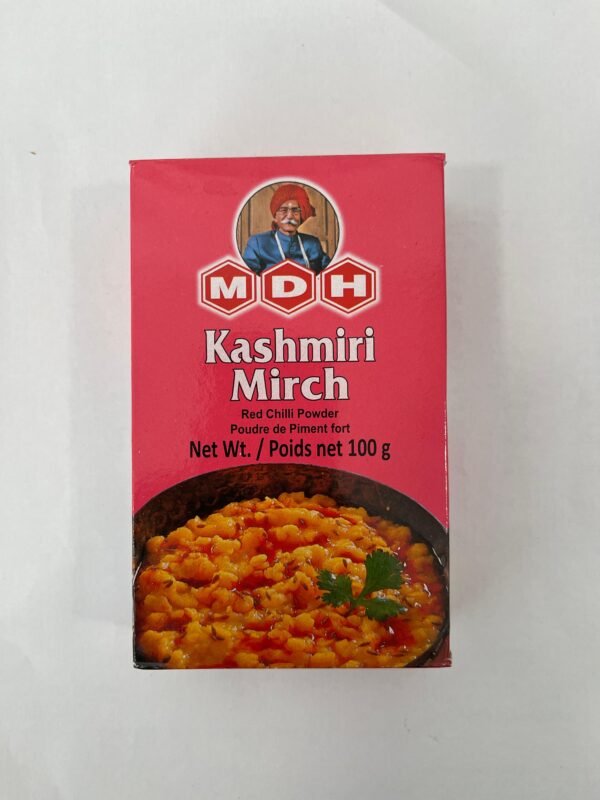 MDH
Kashmiri
Mirch
Red Chilli Powder
Poudre de Piment fort
Net Wt. / Poids net 100 g